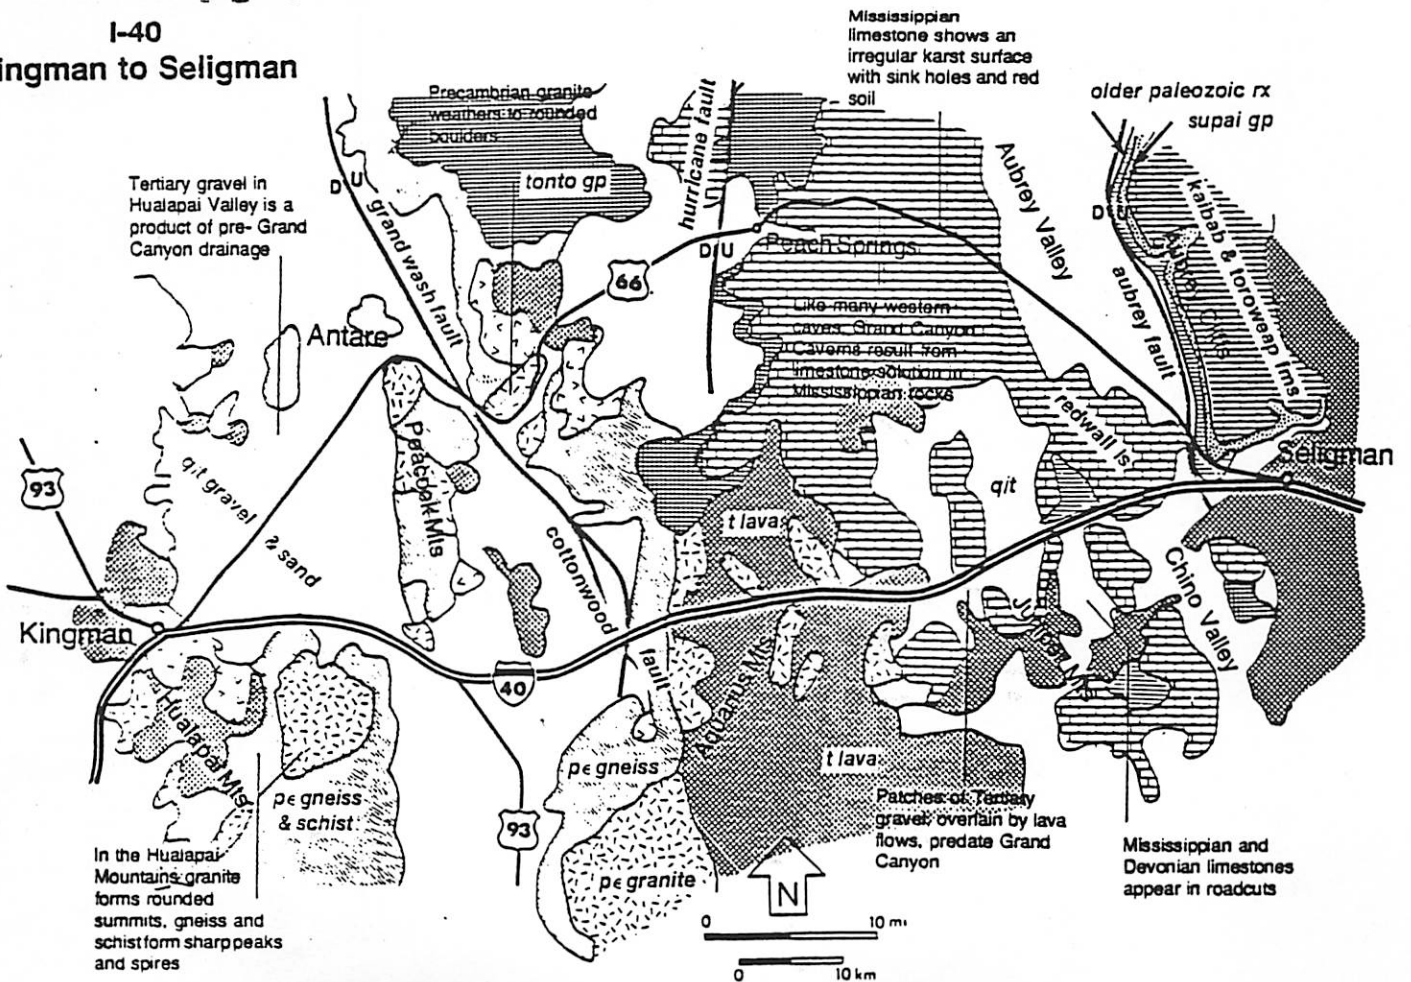 I-40
ingman to Seligman
Mississippian
limestone shows an
irregular karst surface
with sink holes and red
soil
older paleozoic rx
supai gp
Precambrian granite
weathers to rounded
boulders
hurricane fault
tonto gp
D U
Tertiary gravel in
Hualapai Valley is a
product of pre- Grand
Canyon drainage
grand wash fault
Aubrey Valley
D U
kaibab & toroweap lms
Aubrey Cliffs
D U
Peach Springs
66
aubrey fault
Like many western
caves, Grand Canyon
Caverns result from
limestone solution in
Mississippian rocks
Antare
redwall ls
Peacock Mts
Seligman
93
qtt gravel
& sand
qtt
t lava
cottonwood
fault
Chino Valley
Juniper M
Kingman
40
Hualapai Mts
Aquarius Mts
pє gneiss
t lava
pє gneiss
& schist
93
Patches of Tertiary
gravel, overlain by lava
flows, predate Grand
Canyon
Mississippian and
Devonian limestones
appear in roadcuts
In the Hualapai
Mountains granite
forms rounded
summits, gneiss and
schist form sharp peaks
and spires
pє granite
N
0 10 mi
0 10 km